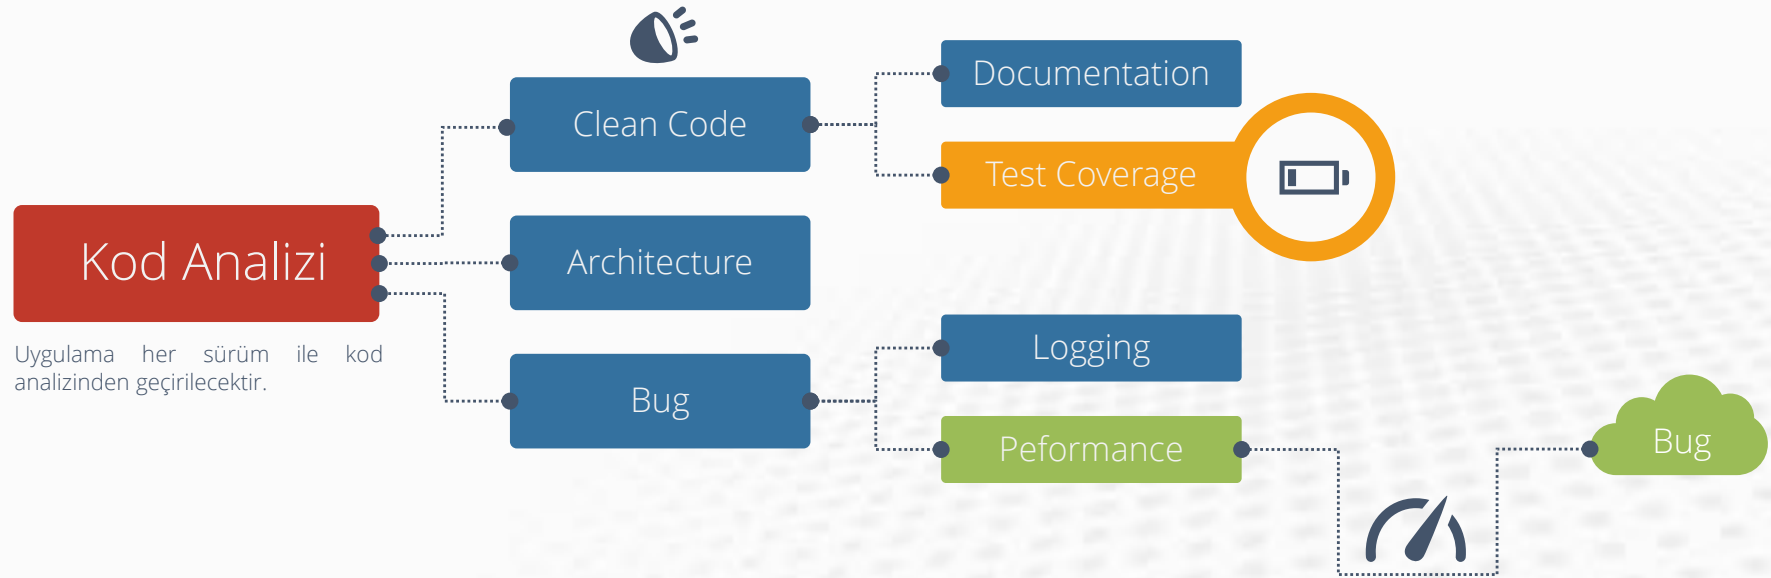 Kod Analizi
Uygulama her sürüm ile kod
analizinden geçirilecektir.
Clean Code
Architecture
Bug
Documentation
Test Coverage
Logging
Peformance
Bug